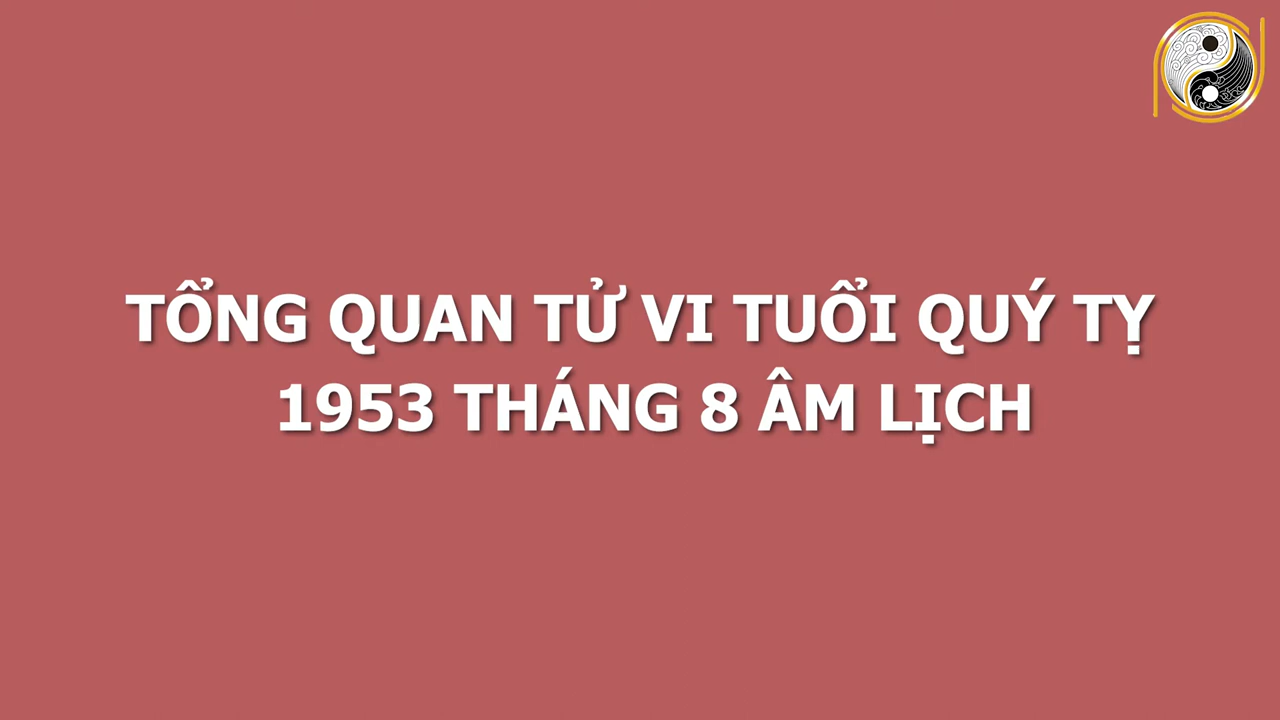 TỔNG QUAN TỬ VI TUỔI QUÝ TỴ
1953 THÁNG 8 ÂM LỊCH